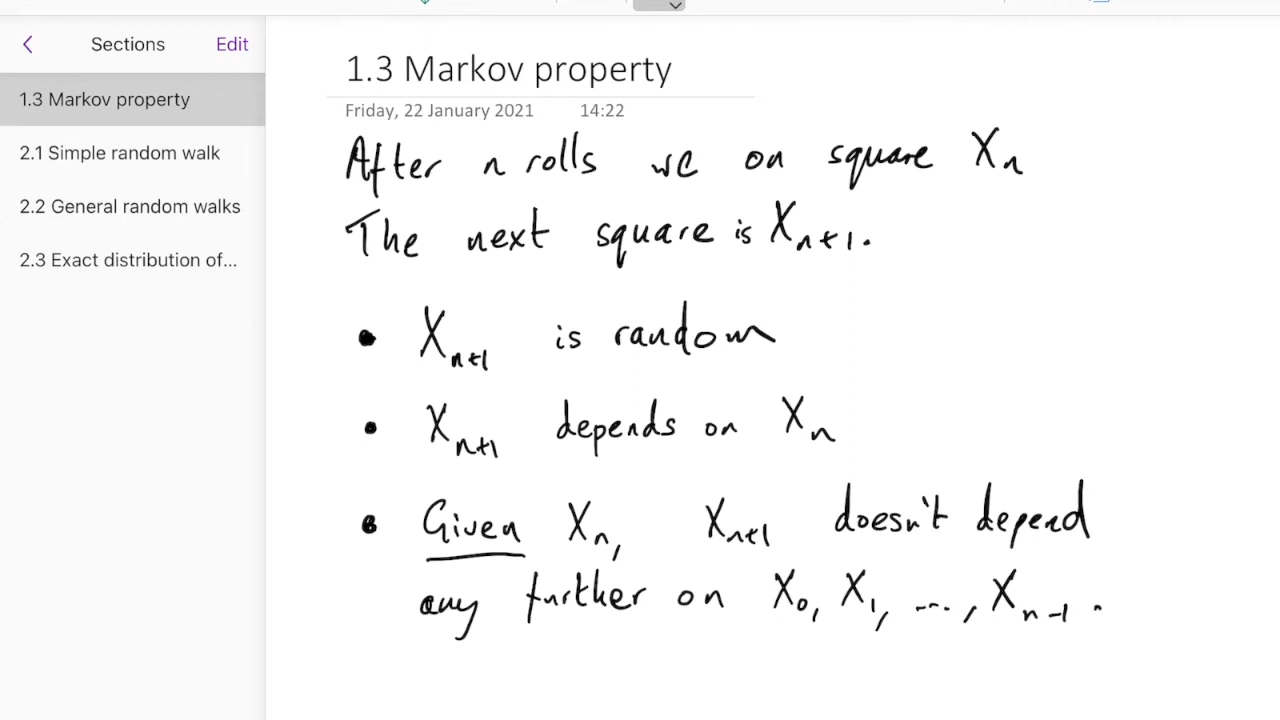 Sections
Edit
1.3 Markov property
2.1 Simple random walk
2.2 General random walks
2.3 Exact distribution of...
1.3 Markov property
Friday, 22 January 2021 14:22
After n rolls we on square Xₙ
The next square is Xₙ₊₁.
• Xₙ₊₁ is random
• Xₙ₊₁ depends on Xₙ
• Given Xₙ, Xₙ₊₁ doesn't depend
any further on X₀, X₁, ..., Xₙ₋₁.